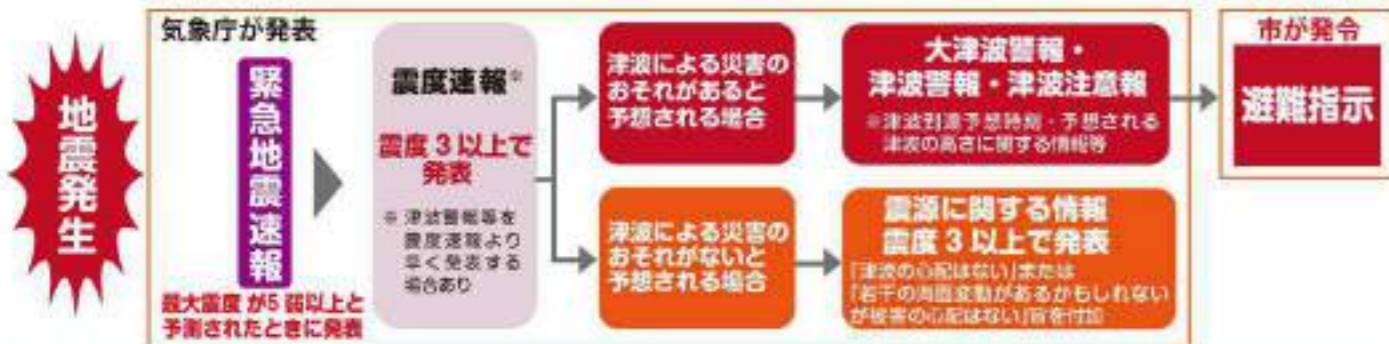 地震発生
気象庁が発表
緊急地震速報
最大震度が5弱以上と
予測されたときに発表
震度速報※
震度3以上で
発表
※ 津波警報等を
震度速報より
早く発表する
場合あり
津波による災害の
おそれがあると
予想される場合
大津波警報・
津波警報・津波注意報
※津波到達予想時刻・予想される
津波の高さに関する情報等
津波による災害の
おそれがないと
予想される場合
震源に関する情報
震度3以上で発表
「津波の心配はない」または
「若干の海面変動があるかもしれない
が被害の心配はない」旨を付加
市が発令
避難指示